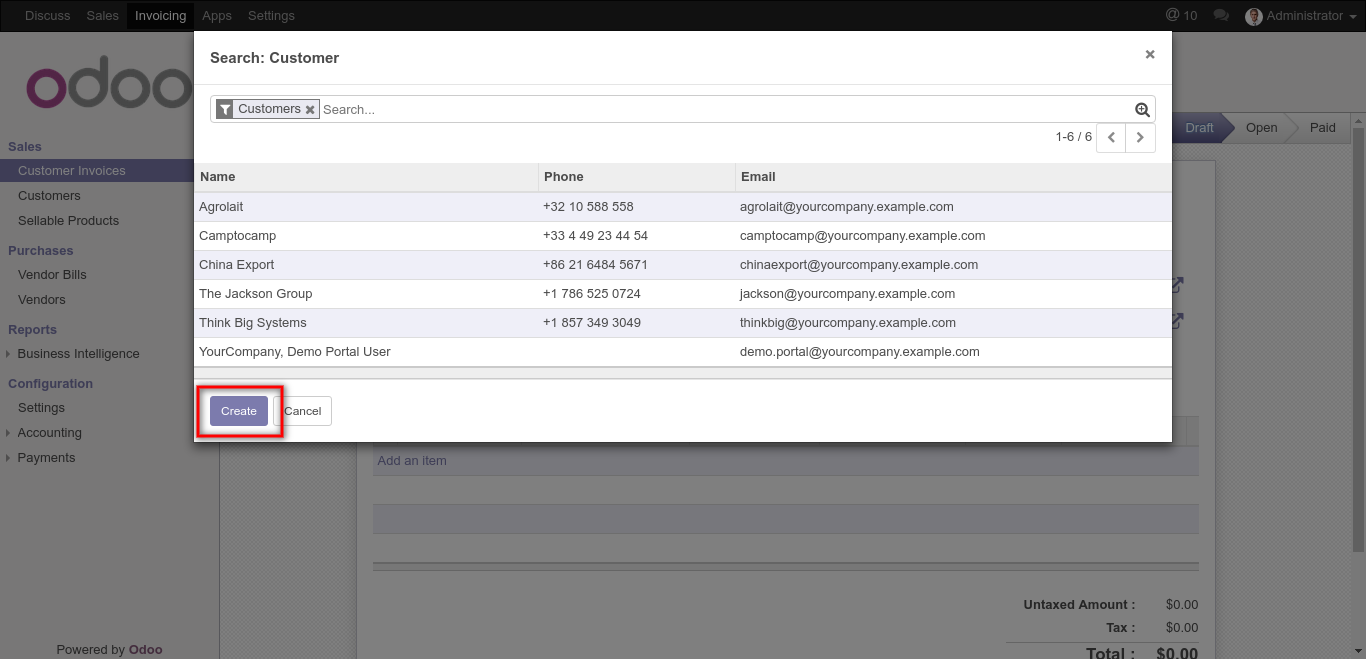 Discuss Sales Invoicing Apps Settings @ 10 Administrator
odoo
Sales
Customer Invoices
Customers
Sellable Products
Purchases
Vendor Bills
Vendors
Reports
Business Intelligence
Configuration
Settings
Accounting
Payments
Powered by Odoo
Search: Customer ×
Customers × Search...
1-6 / 6
Name Phone Email
Agrolait +32 10 588 558 agrolait@yourcompany.example.com
Camptocamp +33 4 49 23 44 54 camptocamp@yourcompany.example.com
China Export +86 21 6484 5671 chinaexport@yourcompany.example.com
The Jackson Group +1 786 525 0724 jackson@yourcompany.example.com
Think Big Systems +1 857 349 3049 thinkbig@yourcompany.example.com
YourCompany, Demo Portal User demo.portal@yourcompany.example.com
Create Cancel
Draft Open Paid
Add an item
Untaxed Amount : $0.00
Tax : $0.00
Total : $0.00